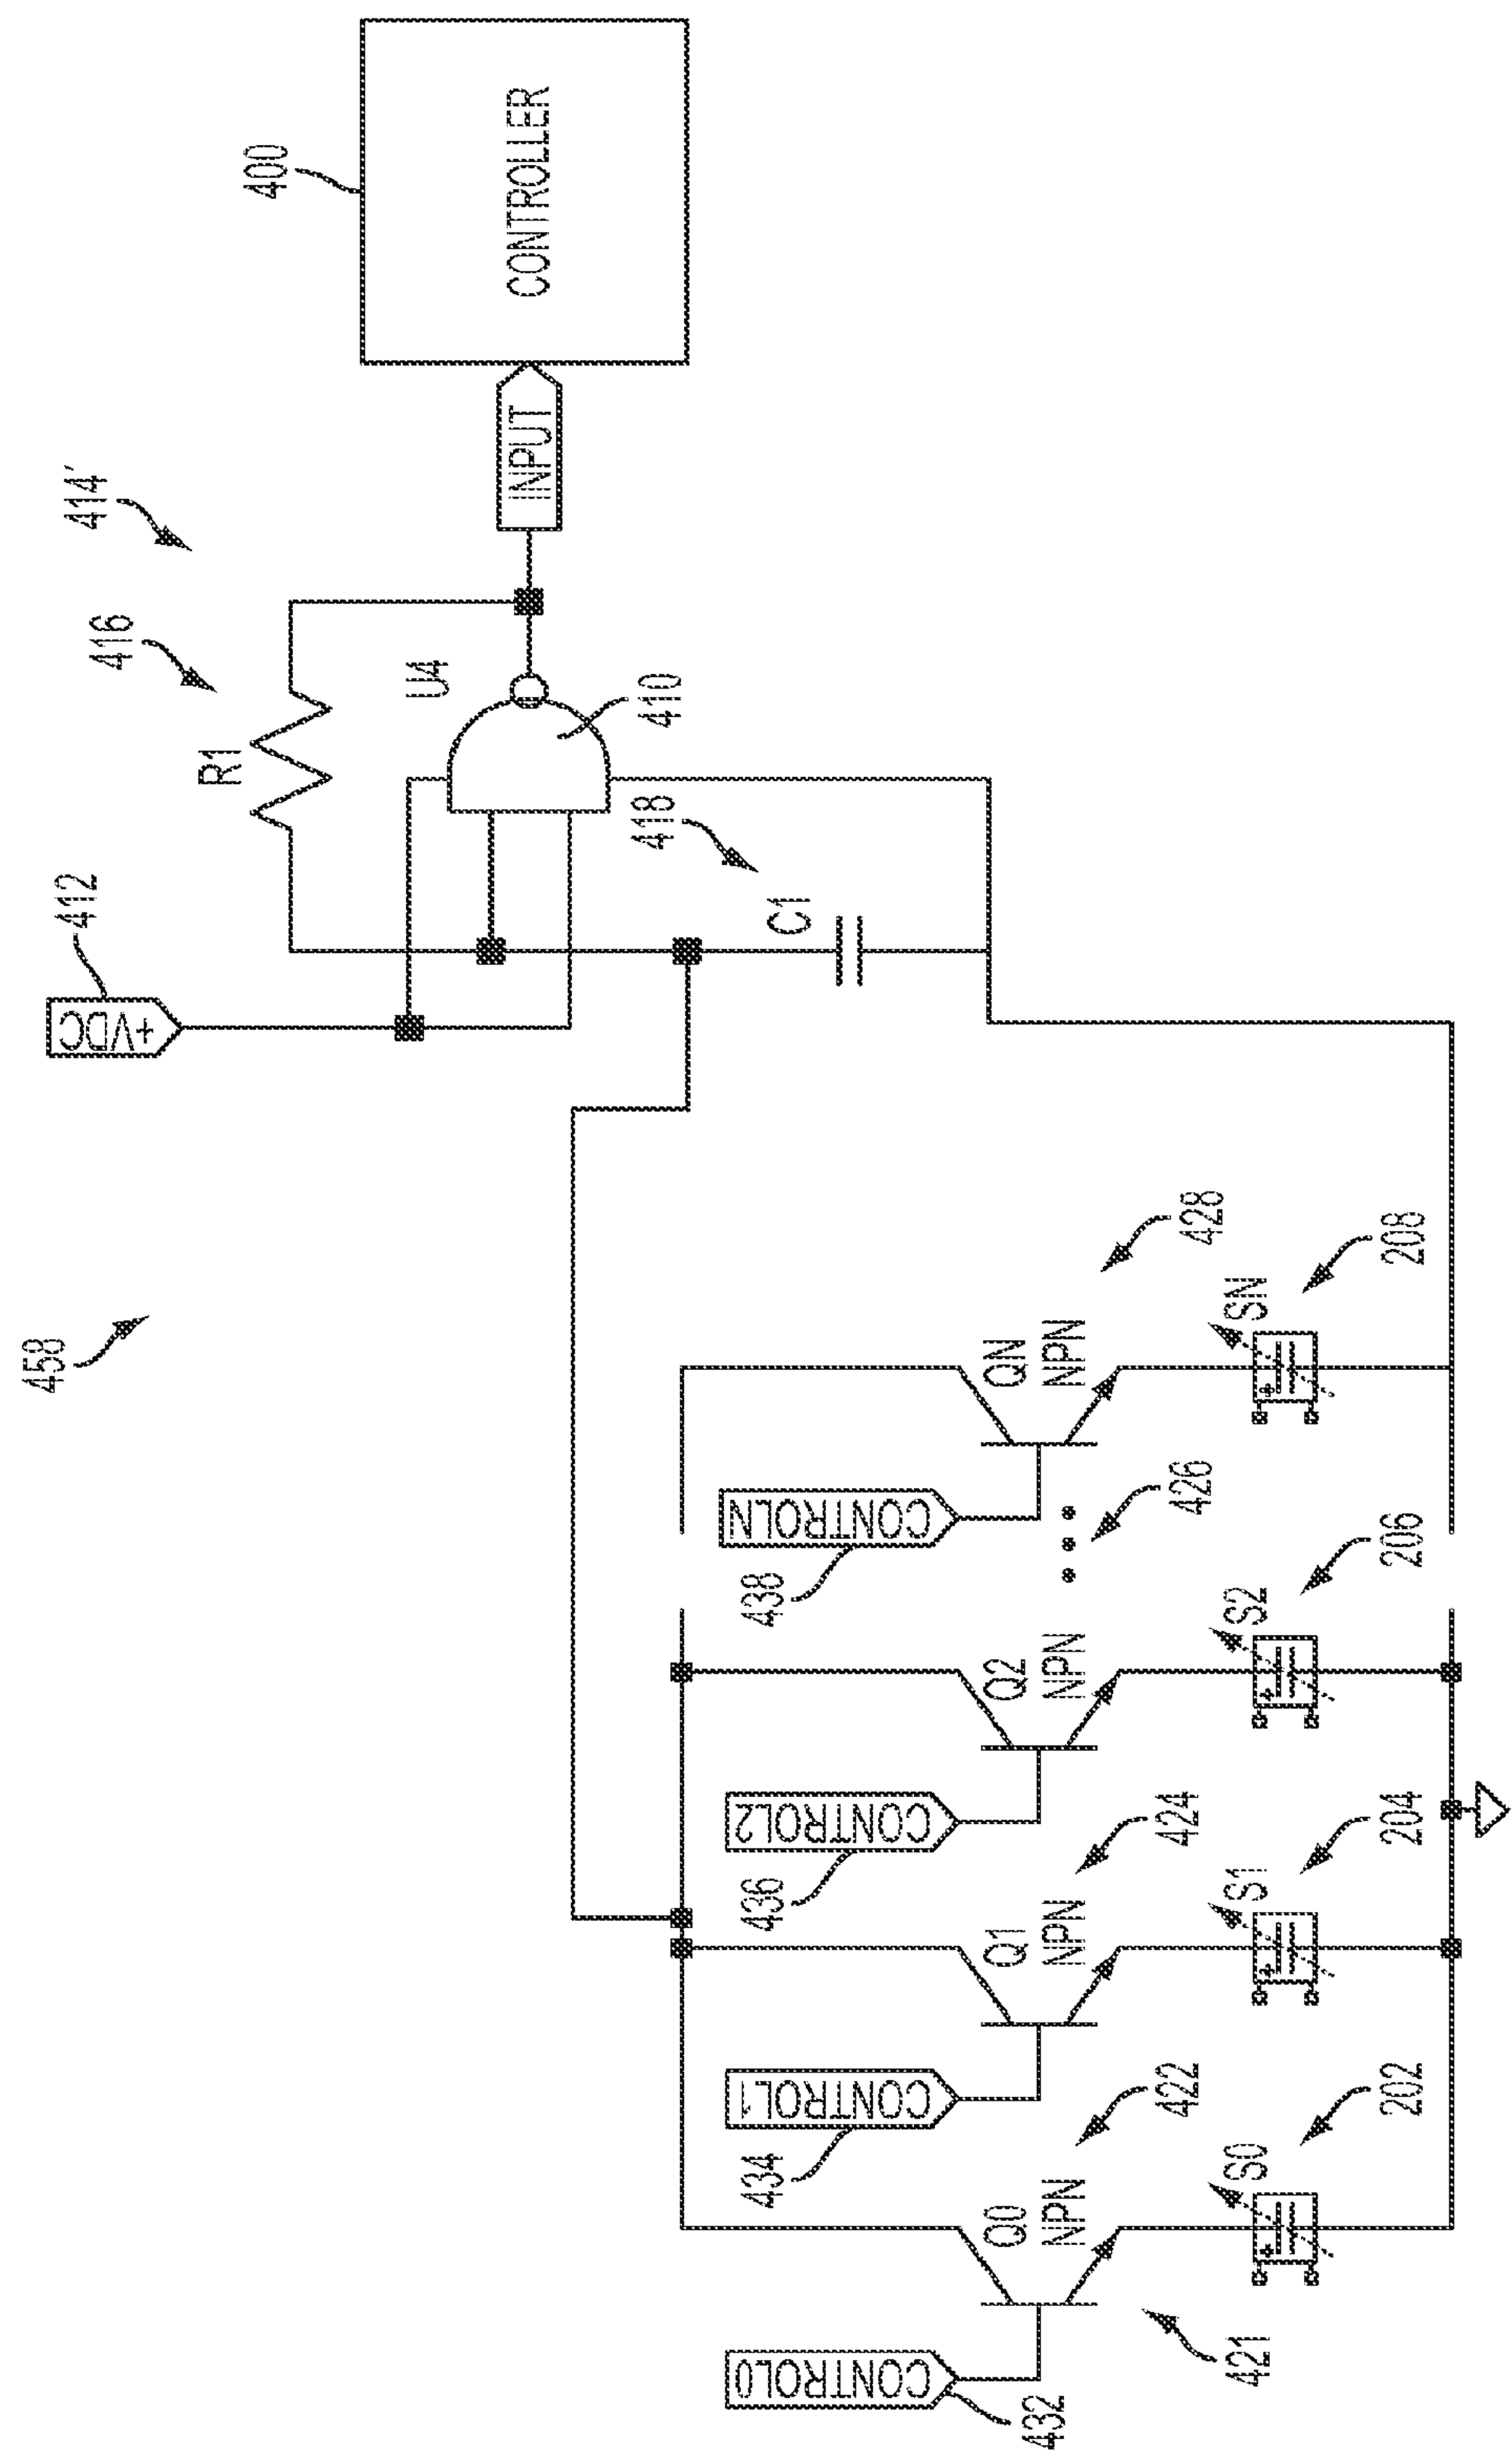 458
+VDC
412
414′
416
R1
U4
410
418
C1
INPUT
400
CONTROLLER
CONTROL0
432
Q0
NPN
422
S0
202
421
CONTROL1
434
Q1
NPN
424
S1
204
CONTROL2
436
Q2
NPN
426
S2
206
CONTROLN
438
QN
NPN
428
SN
208